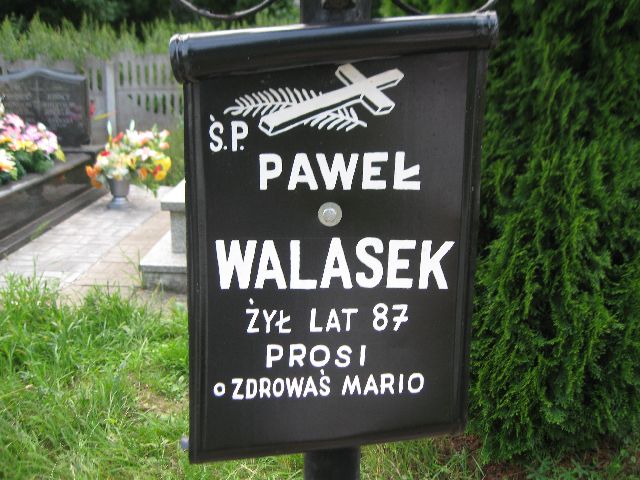 Ś.P.
PAWEŁ
WALASEK
ŻYŁ LAT 87
PROSI
o ZDROWAŚ MARIO